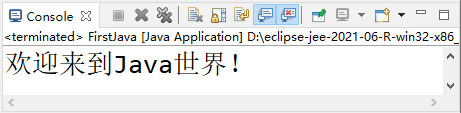 Console
<terminated> FirstJava [Java Application] D:\eclipse-jee-2021-06-R-win32-x86_
欢迎来到Java世界!